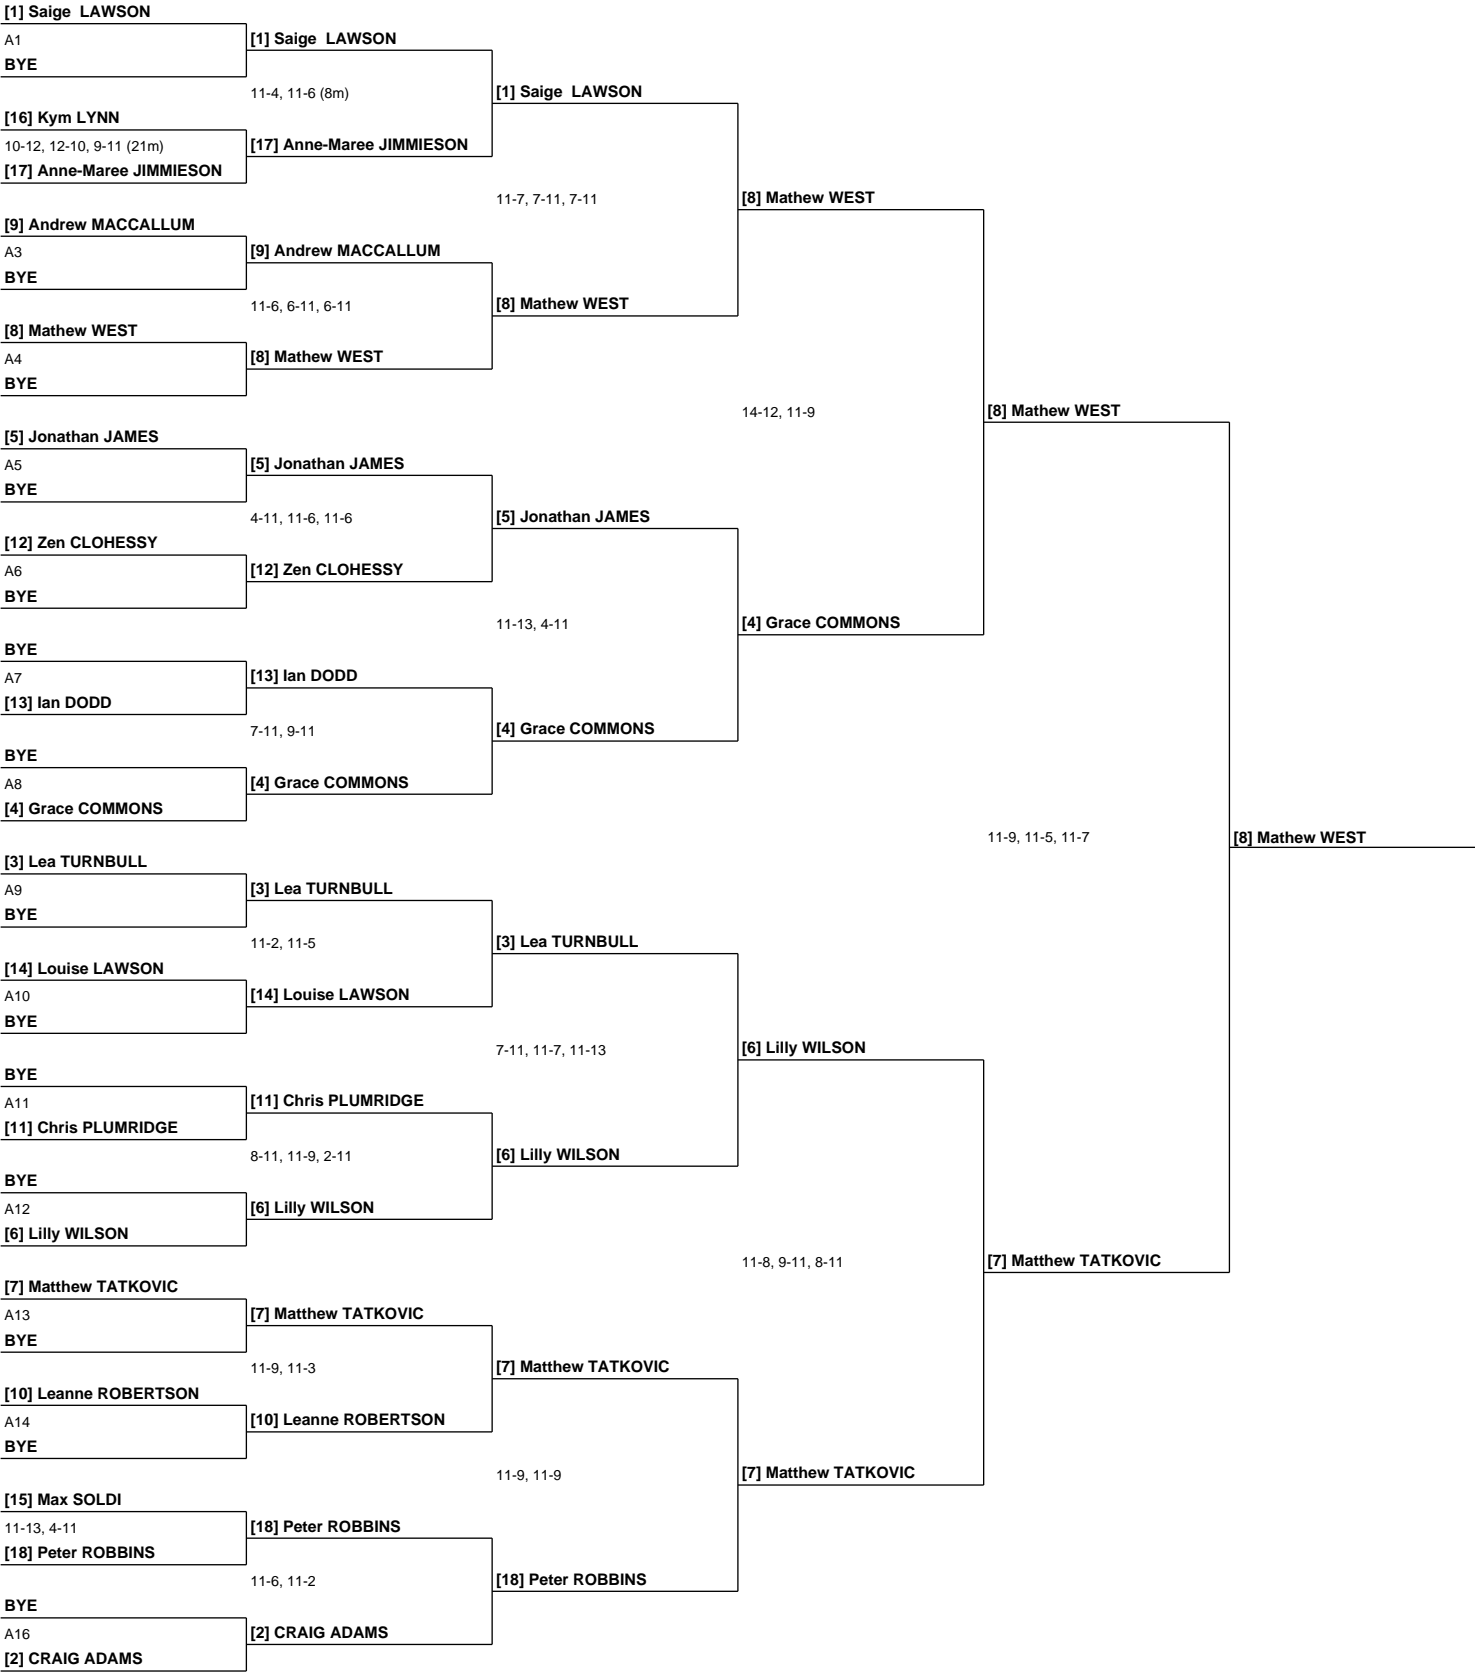 [1] Saige  LAWSON
A1
BYE
[1] Saige  LAWSON
11-4, 11-6 (8m)
[1] Saige  LAWSON
[16] Kym LYNN
10-12, 12-10, 9-11 (21m)
[17] Anne-Maree JIMMIESON
[17] Anne-Maree JIMMIESON
11-7, 7-11, 7-11
[8] Mathew WEST
[9] Andrew MACCALLUM
A3
BYE
[9] Andrew MACCALLUM
11-6, 6-11, 6-11
[8] Mathew WEST
[8] Mathew WEST
A4
BYE
[8] Mathew WEST
14-12, 11-9
[8] Mathew WEST
[5] Jonathan JAMES
A5
BYE
[5] Jonathan JAMES
4-11, 11-6, 11-6
[5] Jonathan JAMES
[12] Zen CLOHESSY
A6
BYE
[12] Zen CLOHESSY
11-13, 4-11
[4] Grace COMMONS
BYE
A7
[13] Ian DODD
[13] Ian DODD
7-11, 9-11
[4] Grace COMMONS
BYE
A8
[4] Grace COMMONS
[4] Grace COMMONS
11-9, 11-5, 11-7
[8] Mathew WEST
[3] Lea TURNBULL
A9
BYE
[3] Lea TURNBULL
11-2, 11-5
[3] Lea TURNBULL
[14] Louise LAWSON
A10
BYE
[14] Louise LAWSON
7-11, 11-7, 11-13
[6] Lilly WILSON
BYE
A11
[11] Chris PLUMRIDGE
[11] Chris PLUMRIDGE
8-11, 11-9, 2-11
[6] Lilly WILSON
BYE
A12
[6] Lilly WILSON
[6] Lilly WILSON
11-8, 9-11, 8-11
[7] Matthew TATKOVIC
[7] Matthew TATKOVIC
A13
BYE
[7] Matthew TATKOVIC
11-9, 11-3
[7] Matthew TATKOVIC
[10] Leanne ROBERTSON
A14
BYE
[10] Leanne ROBERTSON
11-9, 11-9
[7] Matthew TATKOVIC
[15] Max SOLDI
11-13, 4-11
[18] Peter ROBBINS
[18] Peter ROBBINS
11-6, 11-2
[18] Peter ROBBINS
BYE
A16
[2] CRAIG ADAMS
[2] CRAIG ADAMS